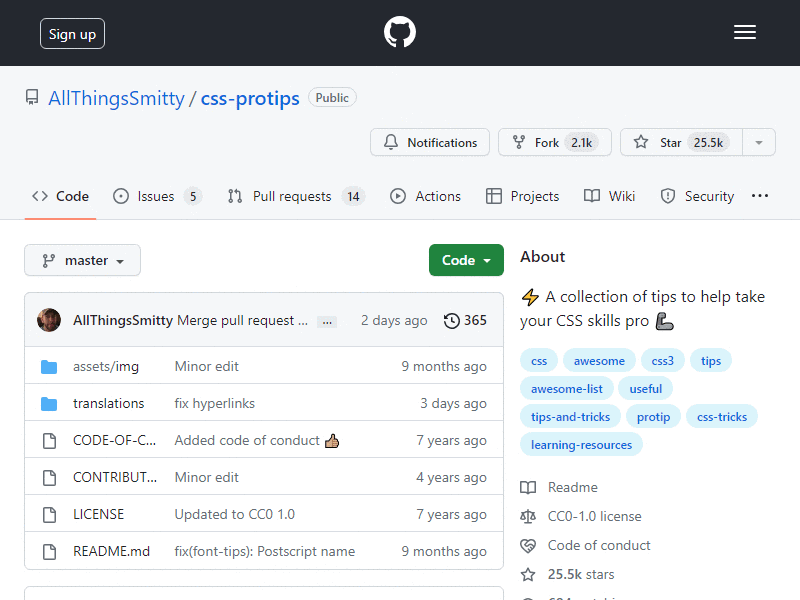 Sign up
AllThingsSmitty / css-protips Public
Notifications Fork 2.1k Star 25.5k
Code Issues 5 Pull requests 14 Actions Projects Wiki Security ...
master Code
AllThingsSmitty Merge pull request ... ... 2 days ago 365
assets/img Minor edit 9 months ago
translations fix hyperlinks 3 days ago
CODE-OF-C... Added code of conduct 👍🏽 7 years ago
CONTRIBUT... Minor edit 4 years ago
LICENSE Updated to CC0 1.0 7 years ago
README.md fix(font-tips): Postscript name 9 months ago
About
⚡ A collection of tips to help take
your CSS skills pro 🦾
css awesome css3 tips
awesome-list useful
tips-and-tricks protip css-tricks
learning-resources
Readme
CC0-1.0 license
Code of conduct
25.5k stars